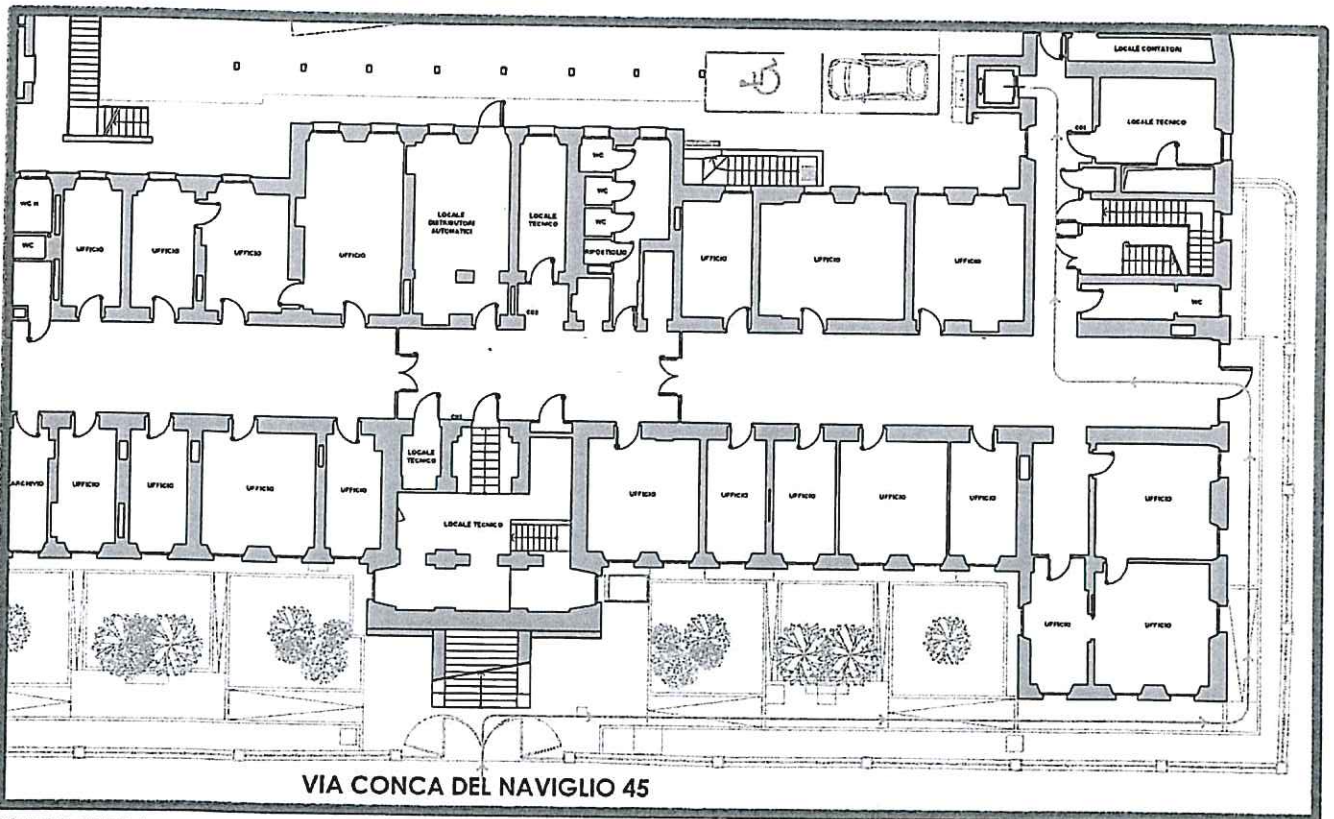 LOCALE CONTATORI
LOCALE TECNICO
CO1
WC H
WC
UFFICIO
UFFICIO
UFFICIO
UFFICIO
LOCALE
DISTRIBUTORI
AUTOMATICI
LOCALE
TECNICO
WC
WC
WC
RIPOSTIGLIO
CO2
UFFICIO
UFFICIO
UFFICIO
WC
ARCHIVIO
UFFICIO
UFFICIO
UFFICIO
UFFICIO
LOCALE
TECNICO
LOCALE TECNICO
UFFICIO
UFFICIO
UFFICIO
UFFICIO
UFFICIO
UFFICIO
UFFICIO
UFFICIO
VIA CONCA DEL NAVIGLIO 45